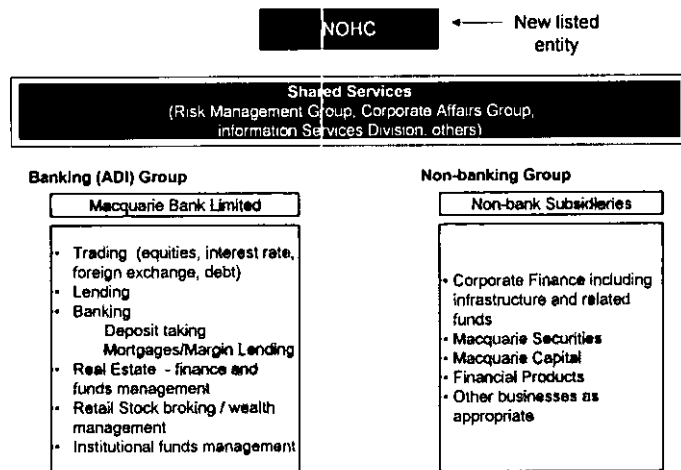 NOHC
New listed
entity
Shared Services
(Risk Management Group, Corporate Affairs Group,
information Services Division, others)
Banking (ADI) Group
Macquarie Bank Limited
· Trading (equities, interest rate,
foreign exchange, debt)
· Lending
· Banking
Deposit taking
Mortgages/Margin Lending
· Real Estate - finance and
funds management
· Retail Stock broking / wealth
management
· Institutional funds management
Non-banking Group
Non-bank Subsidieries
· Corporate Finance including
infrastructure and related
funds
· Macquarie Securities
· Macquarie Capital
· Financial Products
· Other businesses as
appropriate